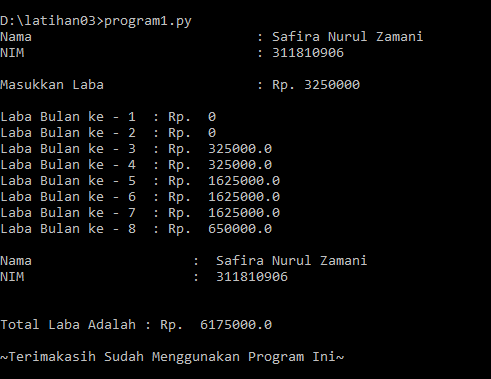 D:\latihan03>program1.py
Nama : Safira Nurul Zamani
NIM : 311810906
Masukkan Laba : Rp. 3250000
Laba Bulan ke - 1 : Rp. 0
Laba Bulan ke - 2 : Rp. 0
Laba Bulan ke - 3 : Rp. 325000.0
Laba Bulan ke - 4 : Rp. 325000.0
Laba Bulan ke - 5 : Rp. 1625000.0
Laba Bulan ke - 6 : Rp. 1625000.0
Laba Bulan ke - 7 : Rp. 1625000.0
Laba Bulan ke - 8 : Rp. 650000.0
Nama : Safira Nurul Zamani
NIM : 311810906
Total Laba Adalah : Rp. 6175000.0
~Terimakasih Sudah Menggunakan Program Ini~